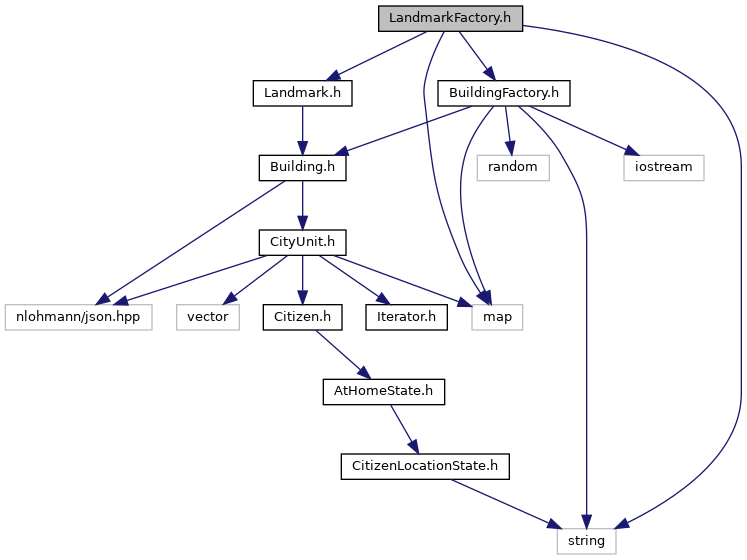 LandmarkFactory.h
Landmark.h
BuildingFactory.h
Building.h
random
iostream
CityUnit.h
nlohmann/json.hpp
vector
Citizen.h
Iterator.h
map
AtHomeState.h
CitizenLocationState.h
string